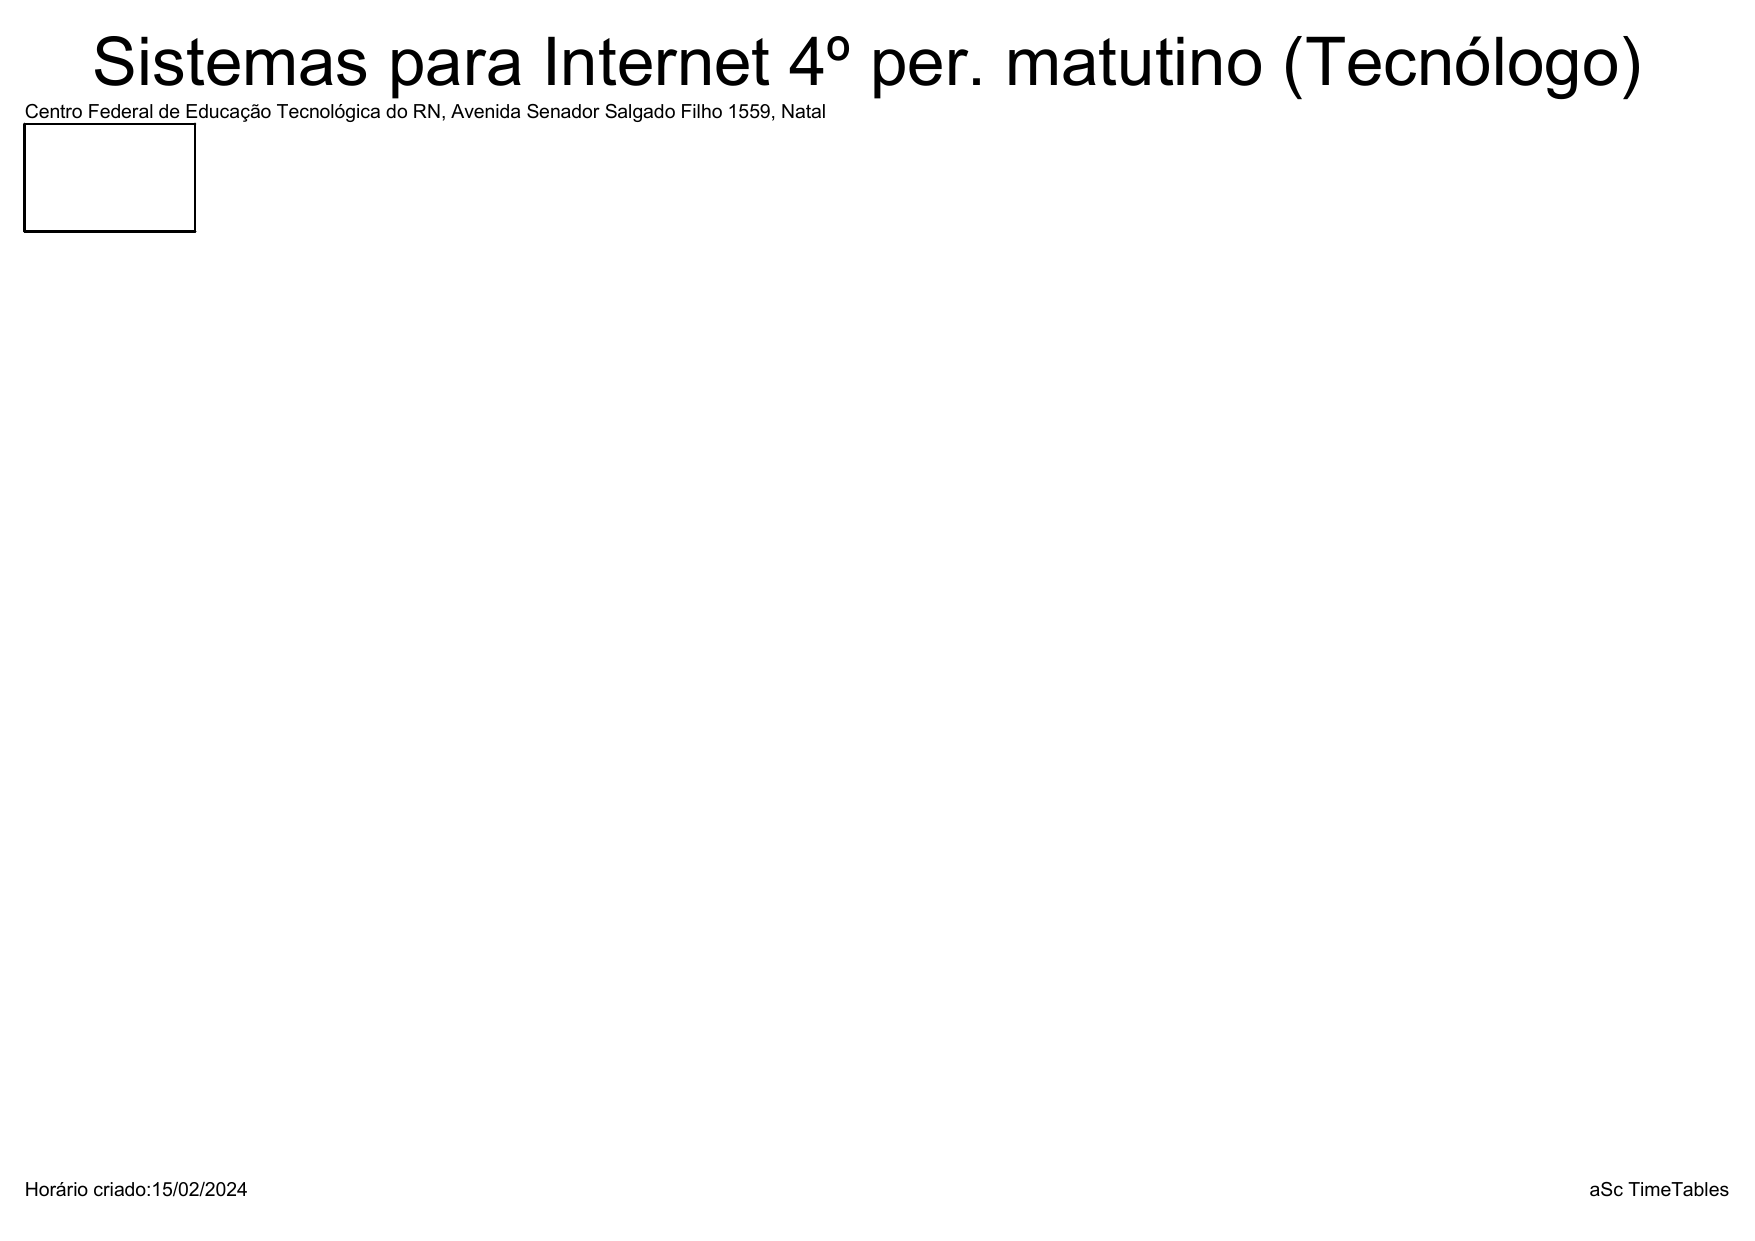 Sistemas para Internet 4º per. matutino (Tecnólogo)
Centro Federal de Educação Tecnológica do RN, Avenida Senador Salgado Filho 1559, Natal
Horário criado:15/02/2024
aSc TimeTables